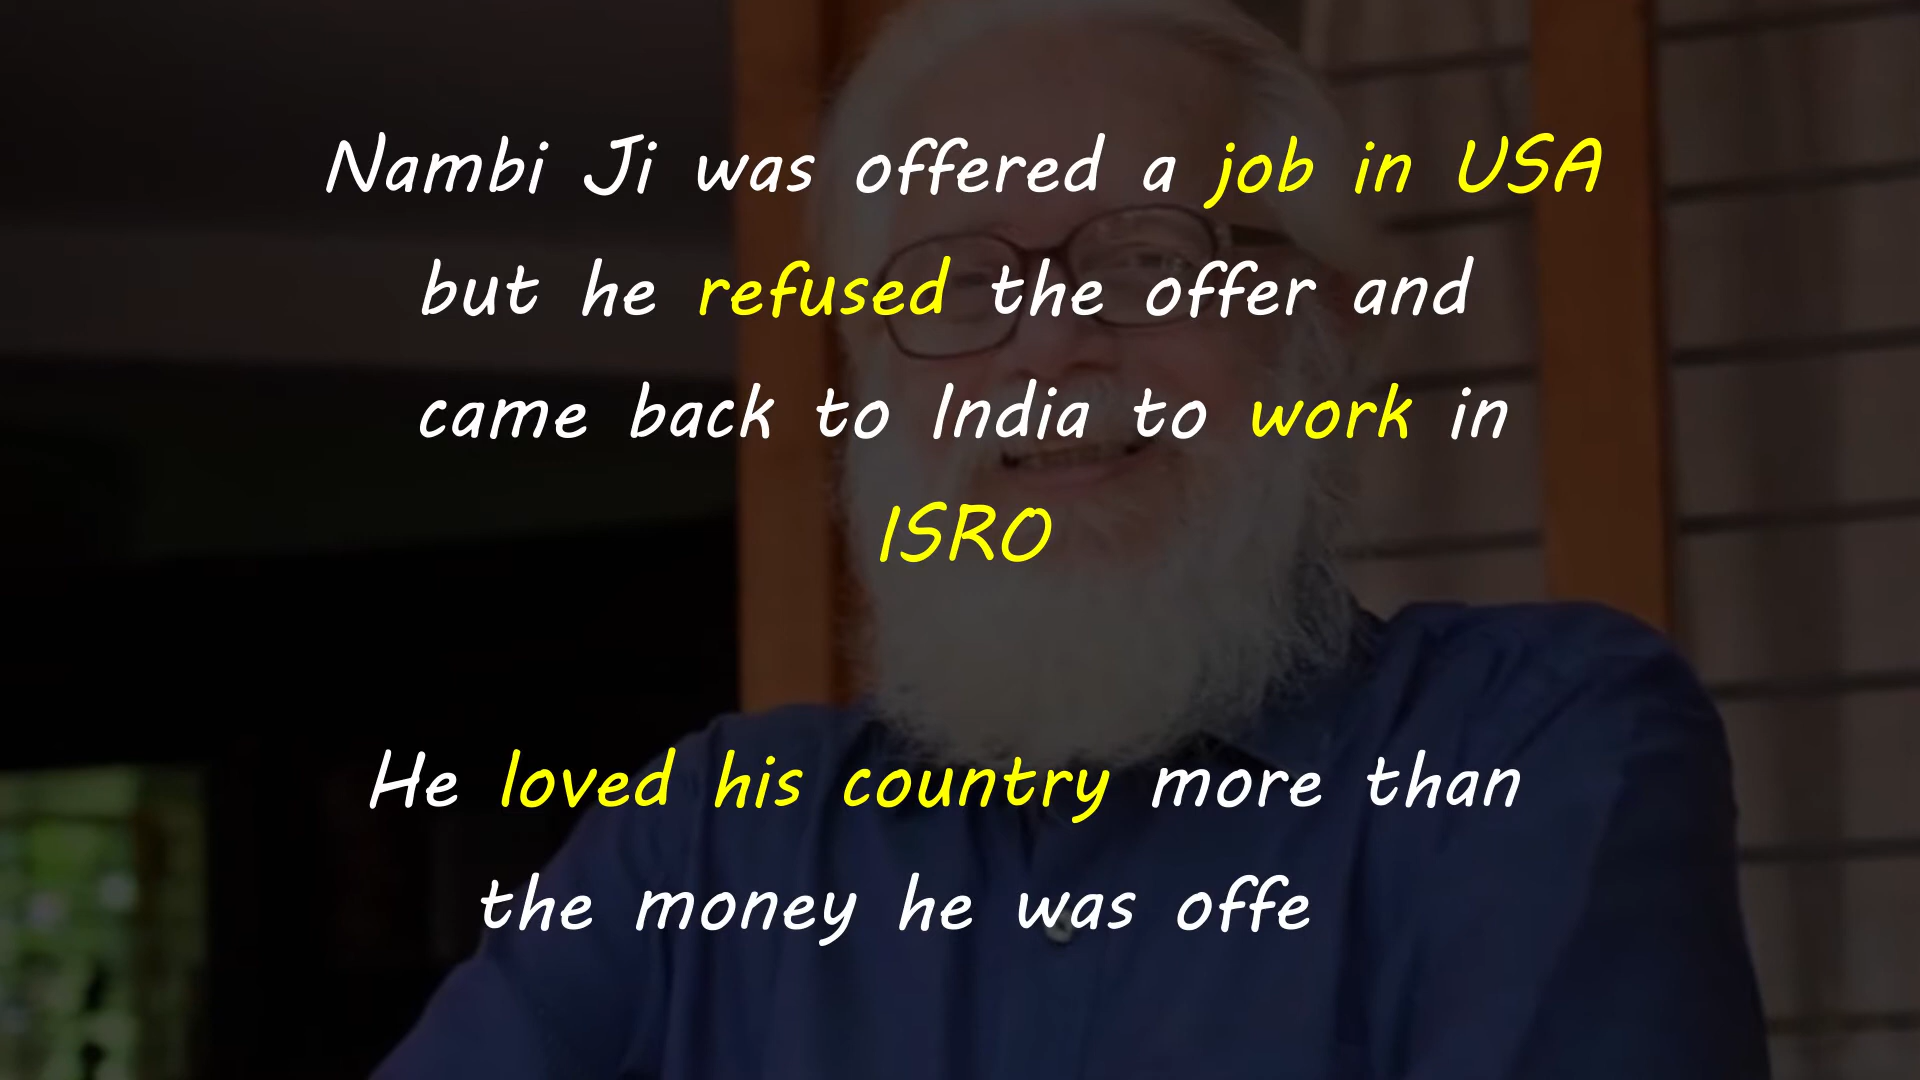 Nambi Ji was offered a job in USA
but he refused the offer and
came back to India to work in
ISRO
He loved his country more than
the money he was offe